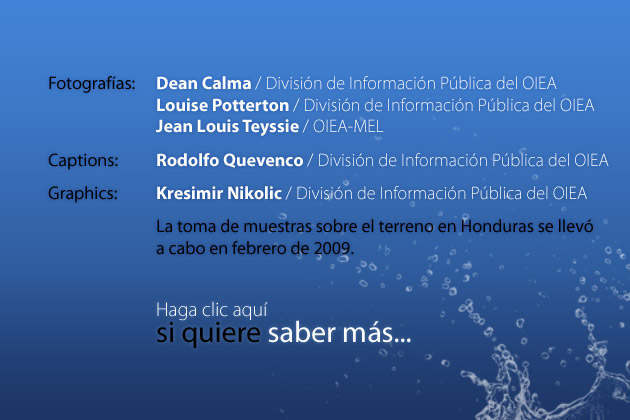 Fotografías: Dean Calma / División de Información Pública del OIEA
Louise Potterton / División de Información Pública del OIEA
Jean Louis Teyssie / OIEA-MEL
Captions: Rodolfo Quevenco / División de Información Pública del OIEA
Graphics: Kresimir Nikolic / División de Información Pública del OIEA
La toma de muestras sobre el terreno en Honduras se llevó
a cabo en febrero de 2009.
Haga clic aquí
si quiere saber más...